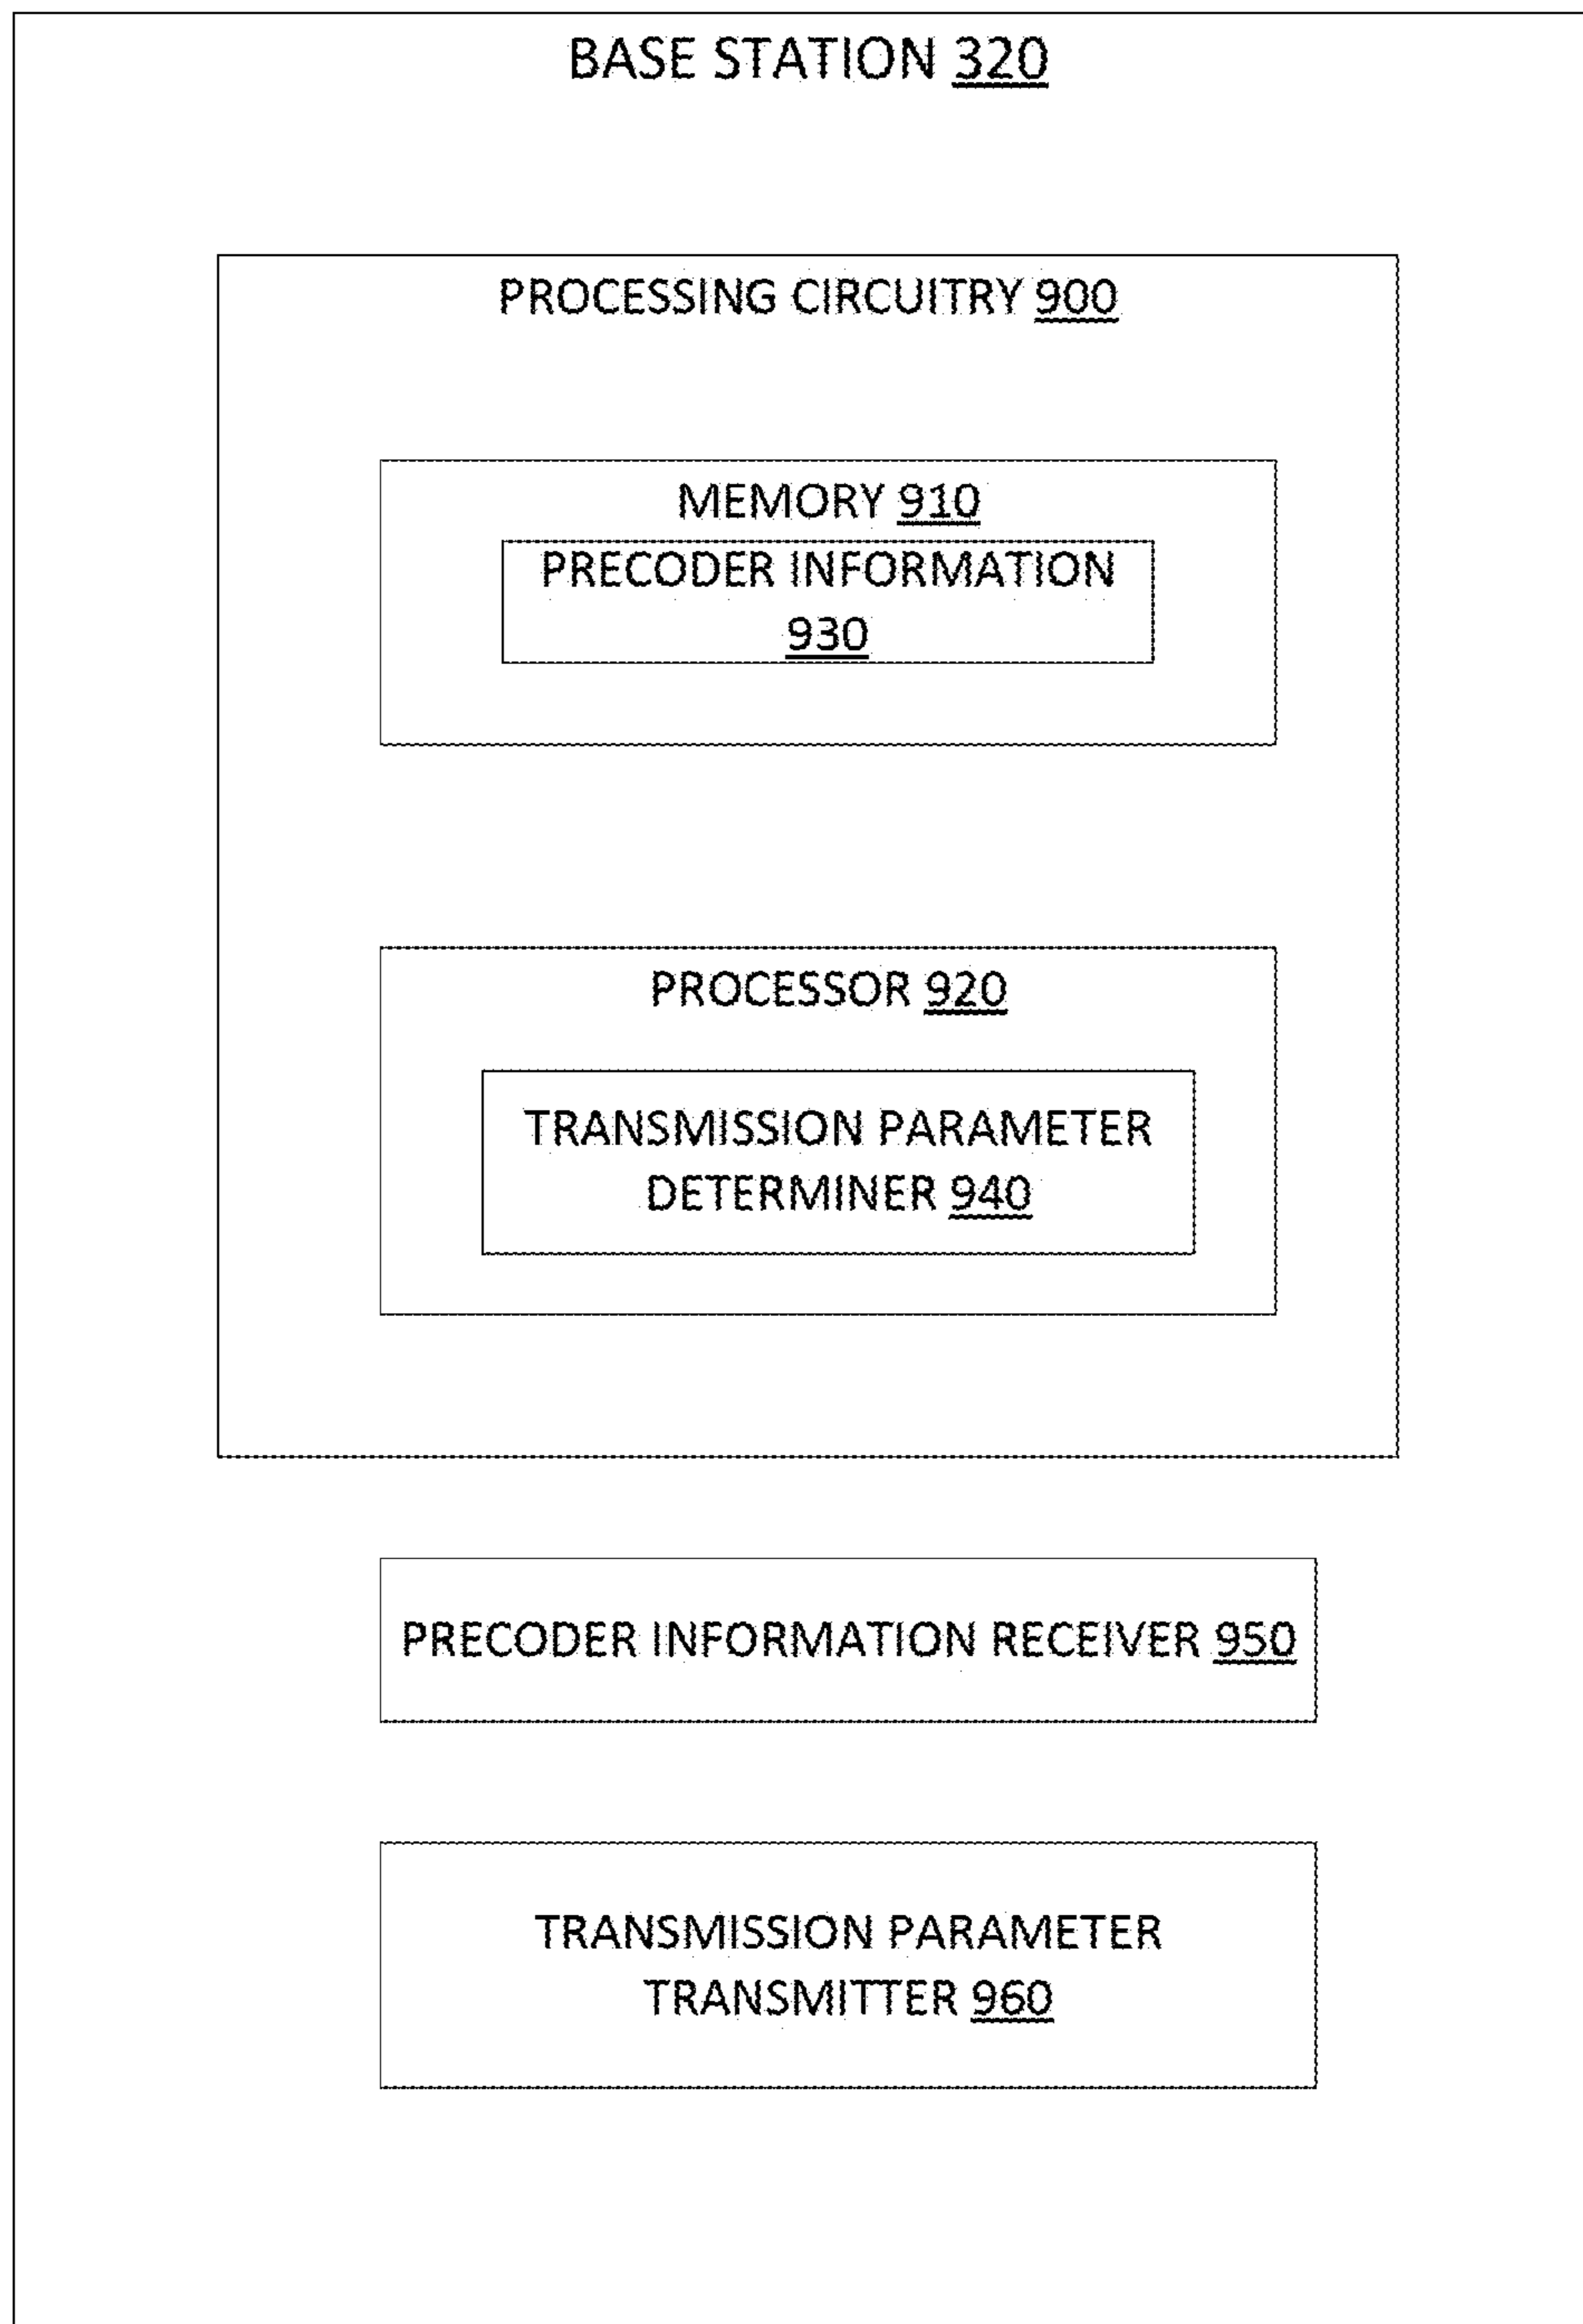 BASE STATION 320
PROCESSING CIRCUITRY 900
MEMORY 910
PRECODER INFORMATION
930
PROCESSOR 920
TRANSMISSION PARAMETER
DETERMINER 940
PRECODER INFORMATION RECEIVER 950
TRANSMISSION PARAMETER
TRANSMITTER 960